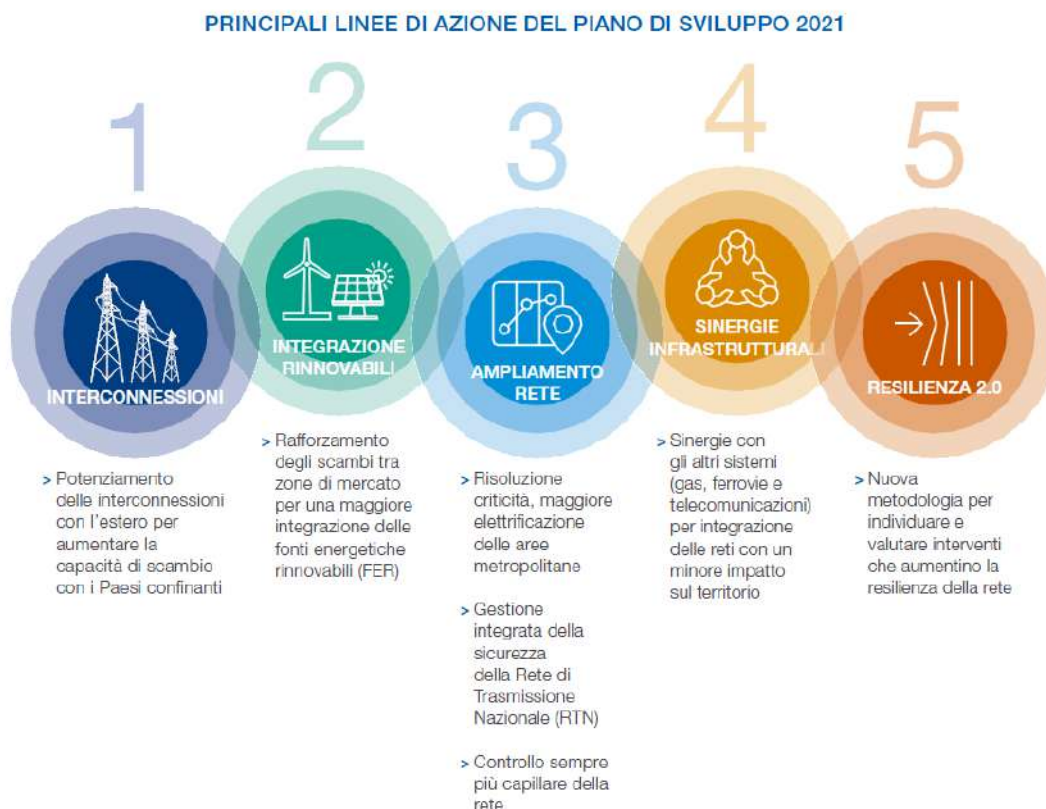 PRINCIPALI LINEE DI AZIONE DEL PIANO DI SVILUPPO 2021
1
INTERCONNESSIONI
> Potenziamento
delle interconnessioni
con l'estero per
aumentare la
capacità di scambio
con i Paesi confinanti
2
INTEGRAZIONE
RINNOVABILI
> Rafforzamento
degli scambi tra
zone di mercato
per una maggiore
integrazione delle
fonti energetiche
rinnovabili (FER)
3
AMPLIAMENTO
RETE
> Risoluzione
criticità, maggiore
elettrificazione
delle aree
metropolitane
> Gestione
integrata della
sicurezza
della Rete di
Trasmissione
Nazionale (RTN)
> Controllo sempre
più capillare della
rete
4
SINERGIE
INFRASTRUTTURALI
> Sinergie con
gli altri sistemi
(gas, ferrovie e
telecomunicazioni)
per integrazione
delle reti con un
minore impatto
sul territorio
5
RESILIENZA 2.0
> Nuova
metodologia per
individuare e
valutare interventi
che aumentino la
resilienza della rete